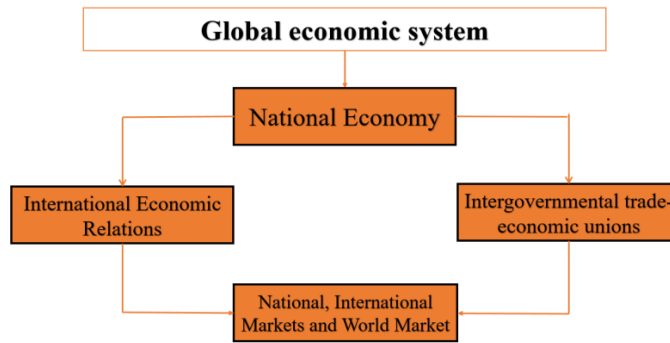 Global economic system
National Economy
International Economic
Relations
Intergovernmental trade-
economic unions
National, International
Markets and World Market